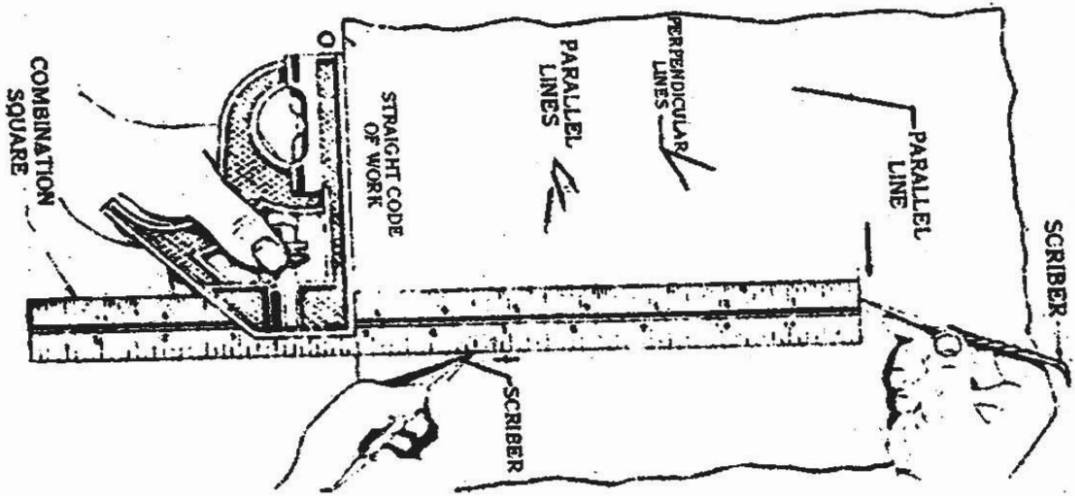 SCRIBER
PARALLEL
LINE
PERPENDICULAR
LINES
PARALLEL
LINES
SCRIBER
STRAIGHT CODE
OF WORK
COMBINATION
SQUARE